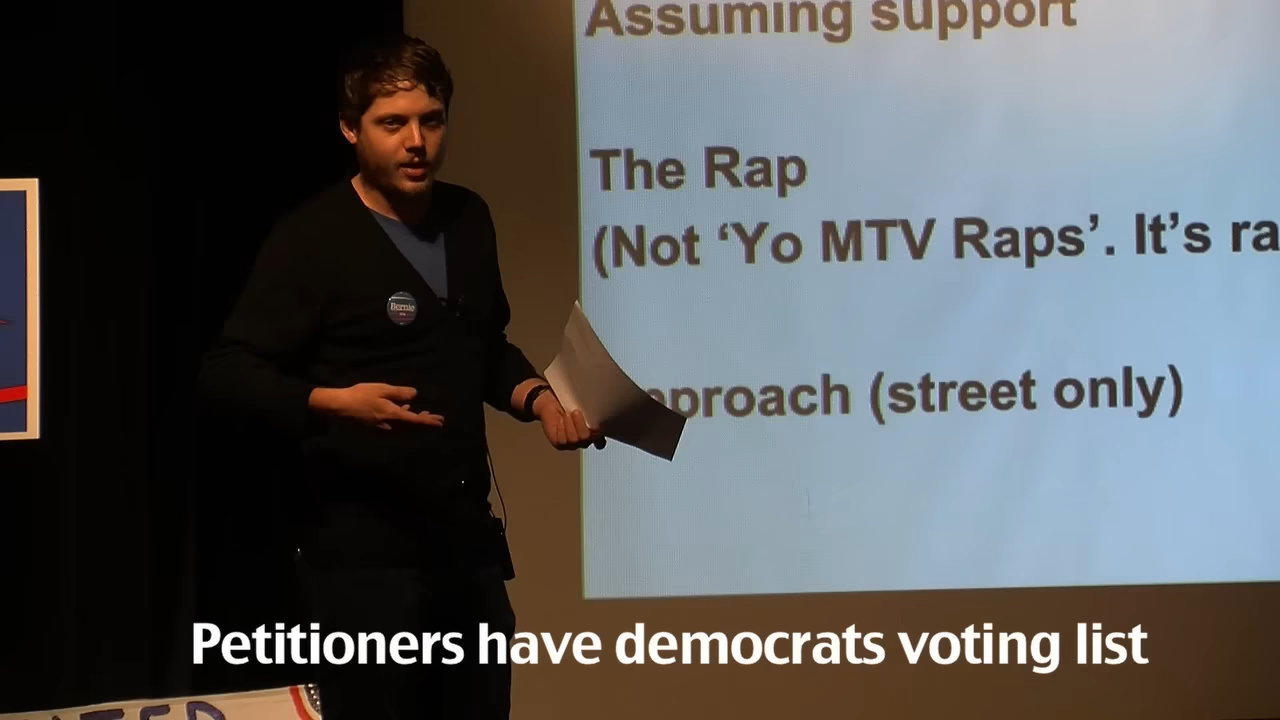 Assuming support
The Rap
(Not ‘Yo MTV Raps’. It’s ra
pproach (street only)
Bernie
Petitioners have democrats voting list